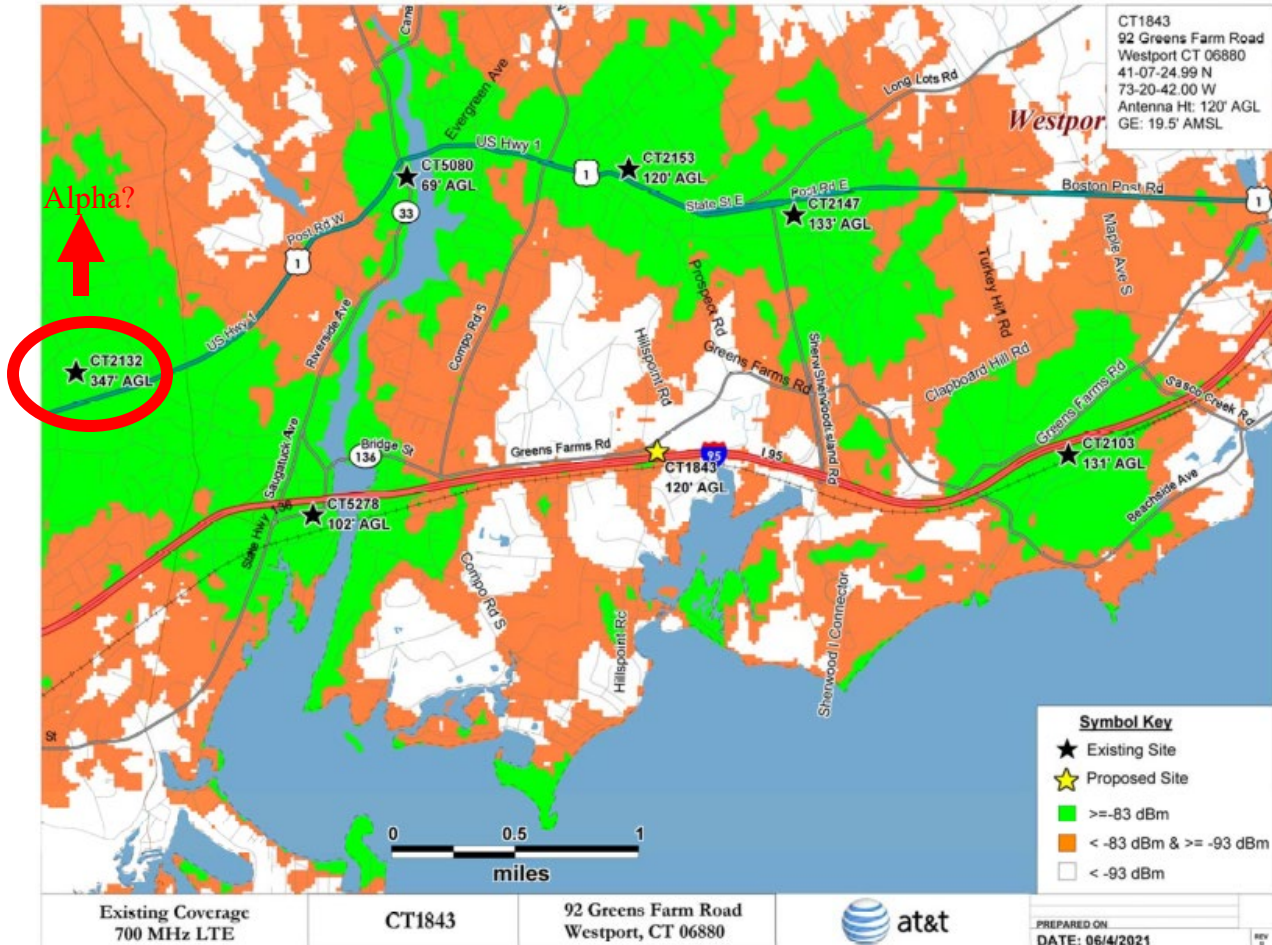 CT1843
92 Greens Farm Road
Westport CT 06880
41-07-24.99 N
73-20-42.00 W
Antenna Ht: 120' AGL
GE: 19.5' AMSL
Westpor
Evergreen Ave
Long Lots Rd
US Hwy 1
CT5080
69' AGL
CT2153
120' AGL
1
Boston Post Rd
Post Rd E
State St E
CT2147
133' AGL
1
Alpha?
33
Post Rd W
1
Maple Ave S
Turkey Hill Rd
Prospect Rd
Hillspoint Rd
Compo Rd S
Riverside Ave
US Hwy 1
CT2132
347' AGL
Greens Farms Rd
Clapboard Hill Rd
Greens Farms Rd
Sasco Creek Rd
Saugatuck Ave
Bridge St
136
Greens Farms Rd
95
I 95
CT1843
120' AGL
CT2103
131' AGL
Beachside Ave
CT5278
102' AGL
State Hwy 136
Compo Rd S
Sherwood I Connector
St
0 0.5 1
miles
Symbol Key
Existing Site
Proposed Site
>=-83 dBm
< -83 dBm & >= -93 dBm
< -93 dBm
Existing Coverage
700 MHz LTE
CT1843
92 Greens Farm Road
Westport, CT 06880
at&t
PREPARED ON
DATE: 06/4/2021
REV